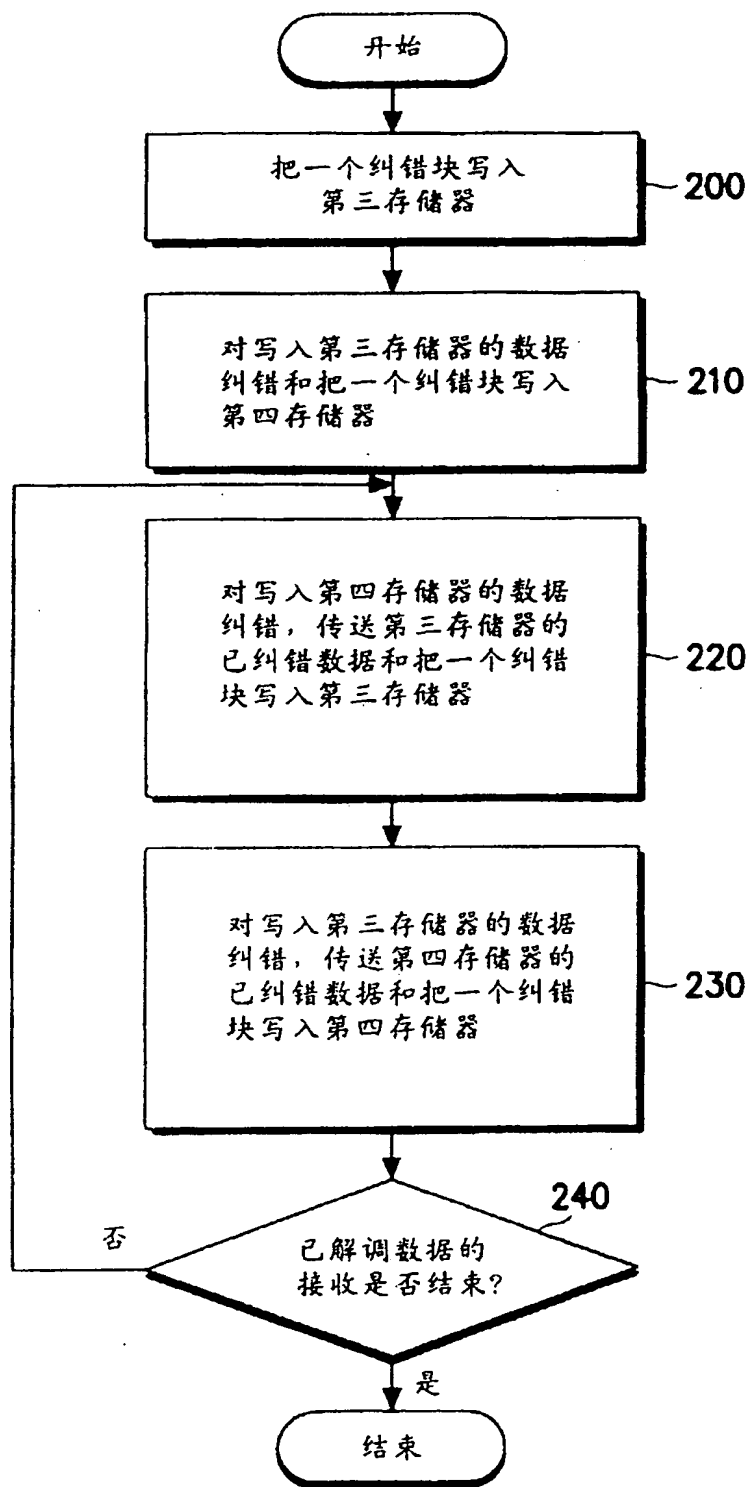 开始
把一个纠错块写入
第三存储器
200
对写入第三存储器的数据
纠错和把一个纠错块写入
第四存储器
210
对写入第四存储器的数据
纠错,传送第三存储器的
已纠错数据和把一个纠错
块写入第三存储器
220
对写入第三存储器的数据
纠错,传送第四存储器的
已纠错数据和把一个纠错
块写入第四存储器
230
240
否
已解调数据的
接收是否结束?
是
结束